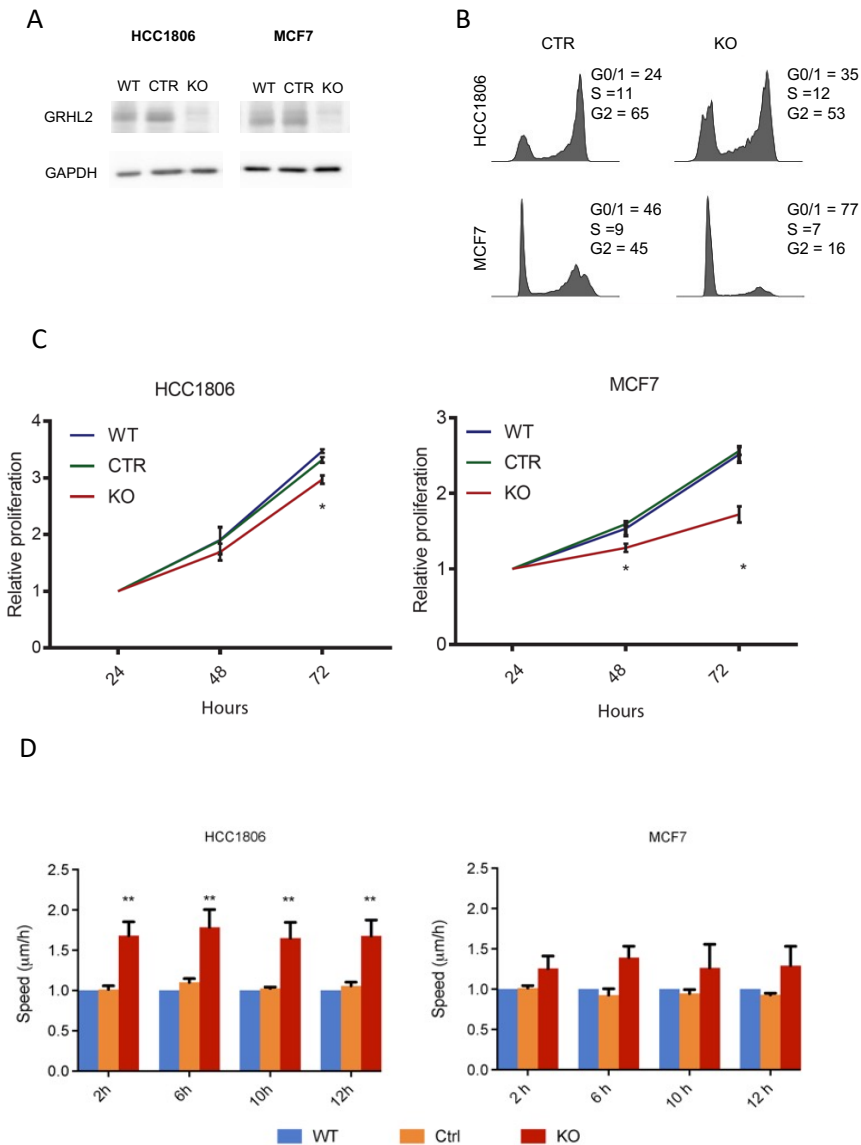 A
HCC1806 MCF7
WT CTR KO WT CTR KO
GRHL2
GAPDH
B
CTR KO
HCC1806
G0/1 = 24
S =11
G2 = 65
G0/1 = 35
S =12
G2 = 53
MCF7
G0/1 = 46
S =9
G2 = 45
G0/1 = 77
S =7
G2 = 16
C
HCC1806
Relative proliferation
4
3
2
1
0
WT
CTR
KO
*
24 48 72
Hours
MCF7
Relative proliferation
3
2
1
0
WT
CTR
KO
* *
24 48 72
Hours
D
HCC1806
Speed (μm/h)
2.5
2.0
1.5
1.0
0.5
0.0
** ** ** **
2h 6h 10h 12h
MCF7
Speed (μm/h)
2.5
2.0
1.5
1.0
0.5
0.0
2 h 6 h 10 h 12 h
WT Ctrl KO